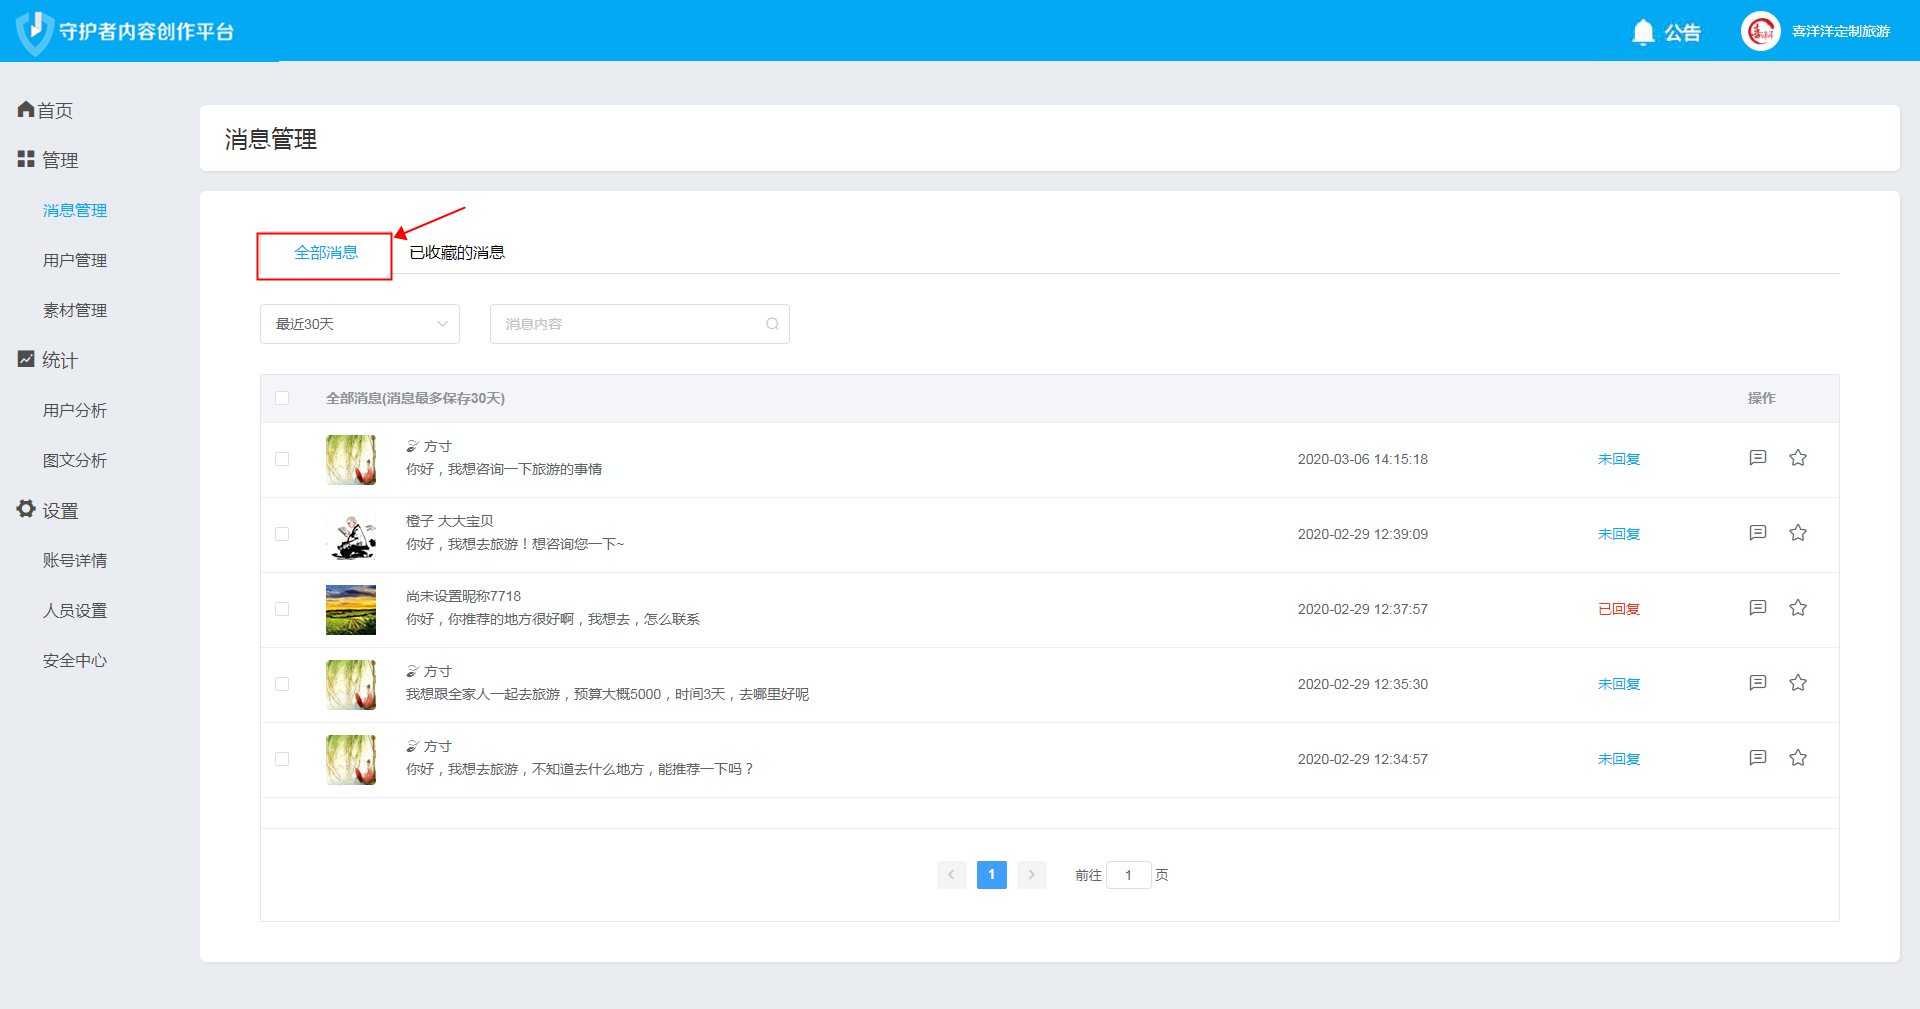 守护者内容创作平台
公告
喜洋洋定制旅游
首页
管理
消息管理
用户管理
素材管理
统计
用户分析
图文分析
设置
账号详情
人员设置
安全中心
消息管理
全部消息
已收藏的消息
最近30天
消息内容
全部消息(消息最多保存30天)
操作
方寸
你好，我想咨询一下旅游的事情
2020-03-06 14:15:18
未回复
橙子 大大宝贝
你好，我想去旅游！想咨询您一下~
2020-02-29 12:39:09
未回复
尚未设置昵称7718
你好，你推荐的地方很好啊，我想去，怎么联系
2020-02-29 12:37:57
已回复
方寸
我想跟全家人一起去旅游，预算大概5000，时间3天，去哪里好呢
2020-02-29 12:35:30
未回复
方寸
你好，我想去旅游，不知道去什么地方，能推荐一下吗？
2020-02-29 12:34:57
未回复
1
前往 1 页